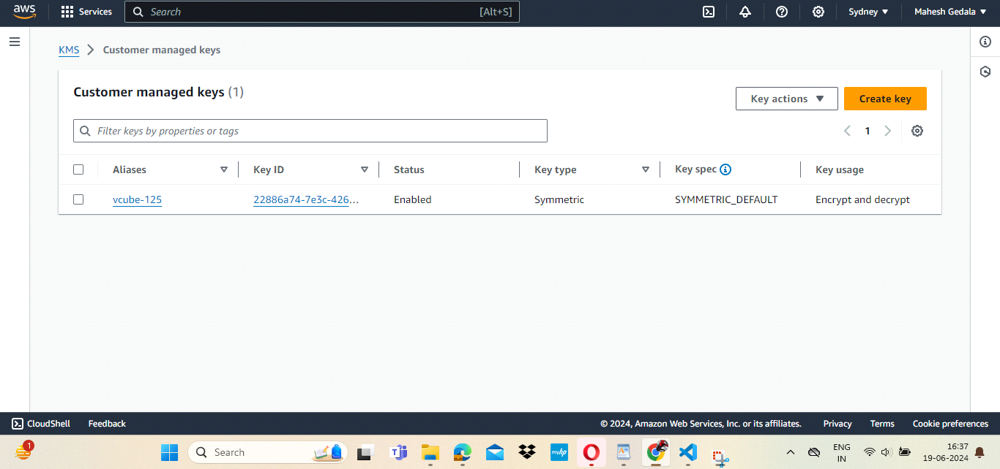 aws
Services
Search
[Alt+S]
Sydney
Mahesh Gedala
KMS
Customer managed keys
Customer managed keys (1)
Key actions
Create key
Filter keys by properties or tags
1
Aliases
Key ID
Status
Key type
Key spec
Key usage
vcube-125
22886a74-7e3c-426...
Enabled
Symmetric
SYMMETRIC_DEFAULT
Encrypt and decrypt
CloudShell
Feedback
© 2024, Amazon Web Services, Inc. or its affiliates.
Privacy
Terms
Cookie preferences
1
Search
myhp
ENG
IN
16:37
19-06-2024